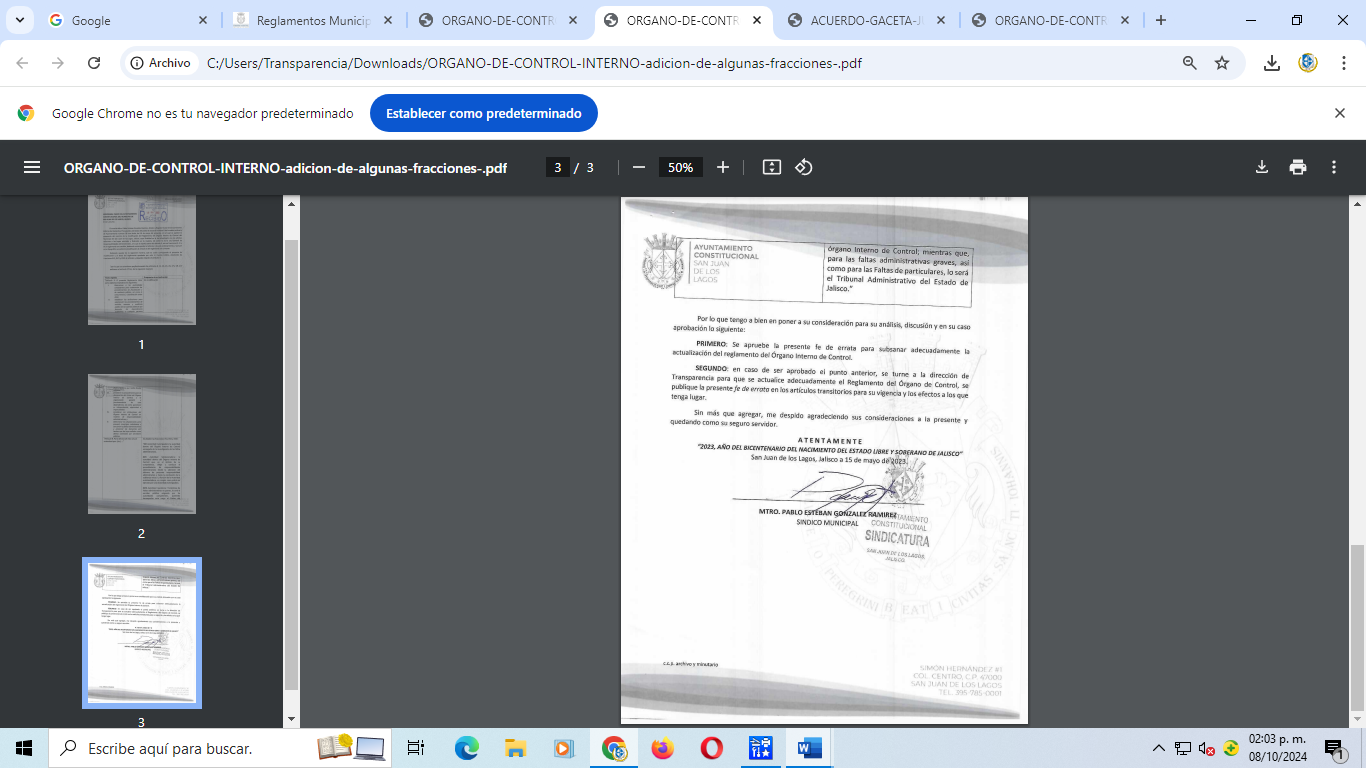 Google
Reglamentos Municip
ORGANO-DE-CONTR
ORGANO-DE-CONTR
ACUERDO-GACETA-JU
ORGANO-DE-CONTR
Archivo
C:/Users/Transparencia/Downloads/ORGANO-DE-CONTROL-INTERNO-adicion-de-algunas-fracciones-.pdf
Google Chrome no es tu navegador predeterminado
Establecer como predeterminado
ORGANO-DE-CONTROL-INTERNO-adicion-de-algunas-fracciones-.pdf
3 / 3
50%
1
2
3
AYUNTAMIENTO
CONSTITUCIONAL
SAN JUAN
DE LOS
LAGOS
órgano Interno de Control; mientras que,
para las faltas administrativas graves, así
como para las Faltas de particulares, lo será
el Tribunal Administrativo del Estado de
Jalisco."
Por lo que tengo a bien en poner a su consideración para su análisis, discusión y en su caso
aprobación lo siguiente:
PRIMERO: Se apruebe la presente fe de errata para subsanar adecuadamente la
actualización del reglamento del Órgano Interno de Control.
SEGUNDO: en caso de ser aprobado el punto anterior, se turne a la dirección de
Transparencia para que se actualice adecuadamente el Reglamento del Órgano de Control, se
publique la presente fe de errata en los artículos transitorios para su vigencia y los efectos a los que
tenga lugar.
Sin más que agregar, me despido agradeciendo sus consideraciones a la presente y
quedando como su seguro servidor.
ATENTAMENTE
"2023, AÑO DEL BICENTENARIO DEL NACIMIENTO DEL ESTADO LIBRE Y SOBERANO DE JALISCO"
San Juan de los Lagos, Jalisco a 15 de mayo de 2023.
MTRO. PABLO ESTEBAN GONZALEZ RAMIREZ
SINDICO MUNICIPAL
AYUNTAMIENTO
CONSTITUCIONAL
SINDICATURA
SAN JUAN DE LOS LAGOS,
JALISCO.
c.c.p. archivo y minutario
SIMÓN HERNÁNDEZ #1
COL. CENTRO, C.P. 47000
SAN JUAN DE LOS LAGOS
TEL. 395-785-0001
Escribe aquí para buscar.
02:03 p. m.
08/10/2024
1